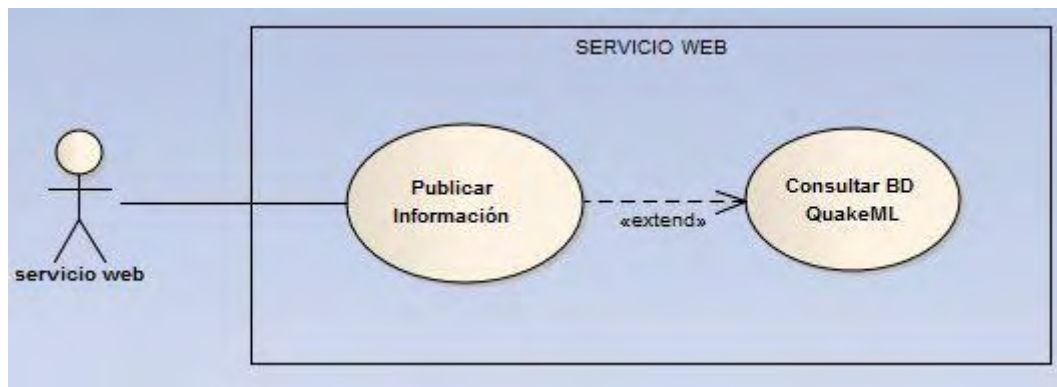 SERVICIO WEB
Publicar
Información
«extend»
Consultar BD
QuakeML
servicio web